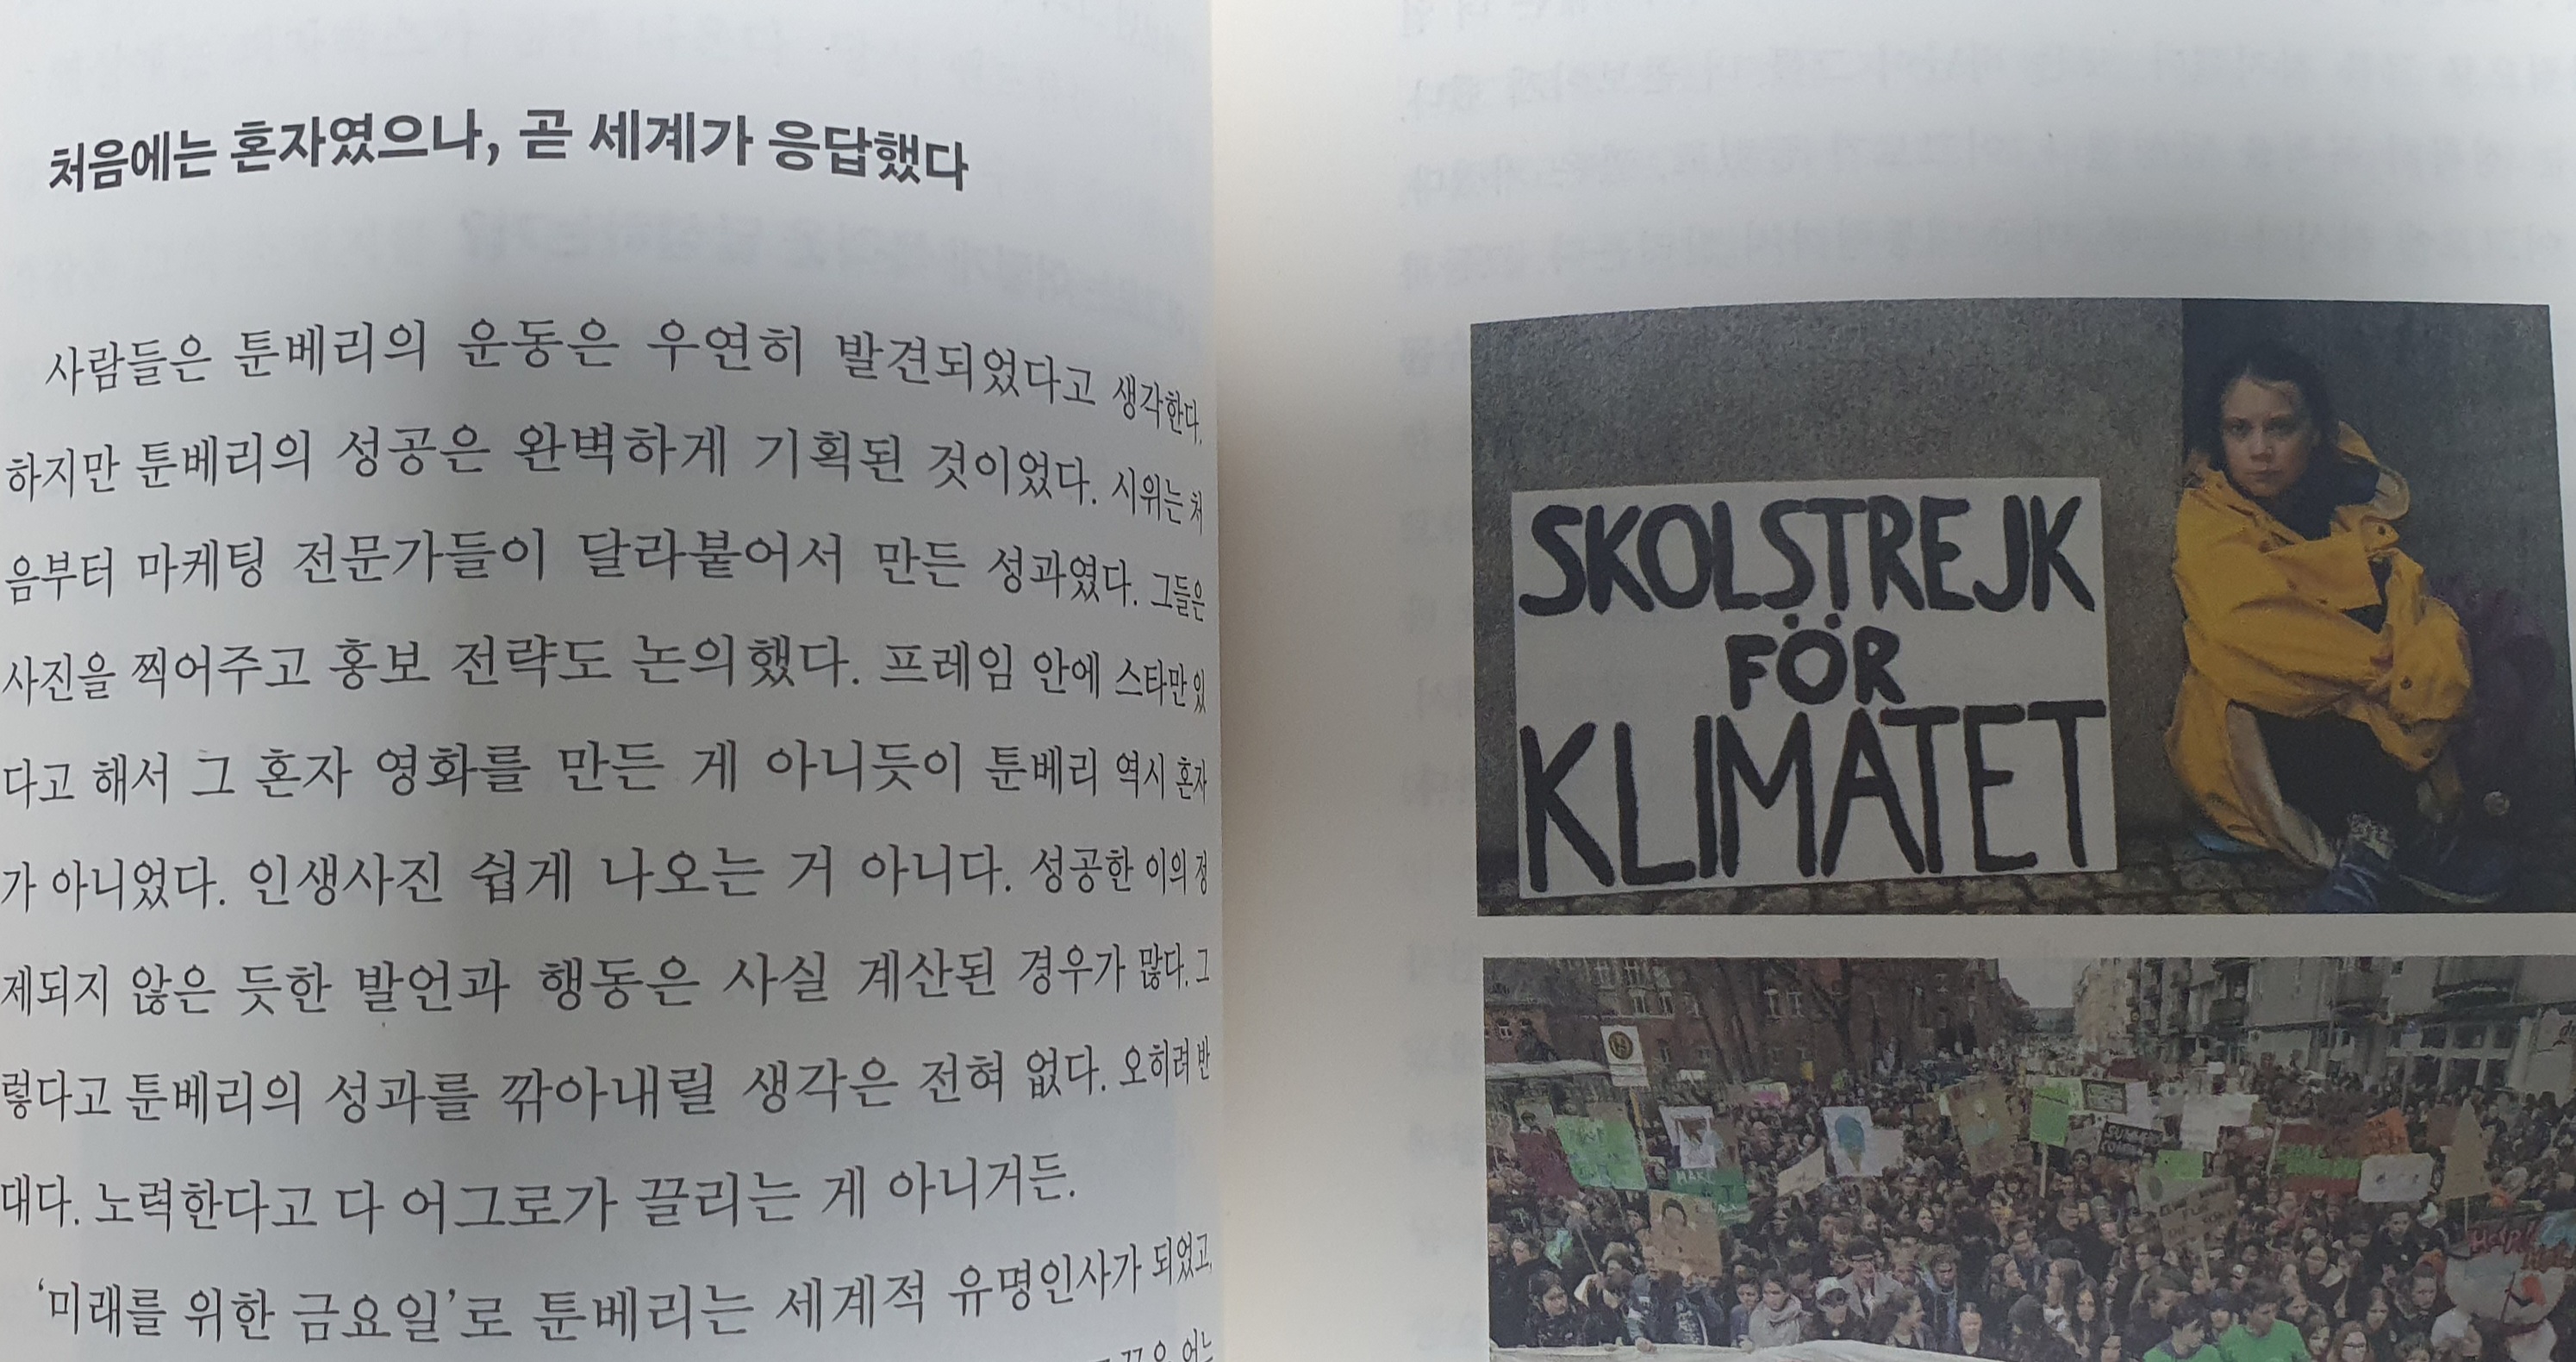 처음에는 혼자였으나, 곧 세계가 응답했다
사람들은 툰베리의 운동은 우연히 발견되었다고 생각한다.
하지만 툰베리의 성공은 완벽하게 기획된 것이었다. 시위는 처
음부터 마케팅 전문가들이 달라붙어서 만든 성과였다. 그들은
사진을 찍어주고 홍보 전략도 논의했다. 프레임 안에 스타만 있
다고 해서 그 혼자 영화를 만든 게 아니듯이 툰베리 역시 혼자
가 아니었다. 인생사진 쉽게 나오는 거 아니다. 성공한 이의 정
제되지 않은 듯한 발언과 행동은 사실 계산된 경우가 많다. 그
렇다고 툰베리의 성과를 깎아내릴 생각은 전혀 없다. 오히려 반
대다. 노력한다고 다 어그로가 끌리는 게 아니거든.
‘미래를 위한 금요일’로 툰베리는 세계적 유명인사가 되었고,
SKOLSTREJK
FÖR
KLIMATET